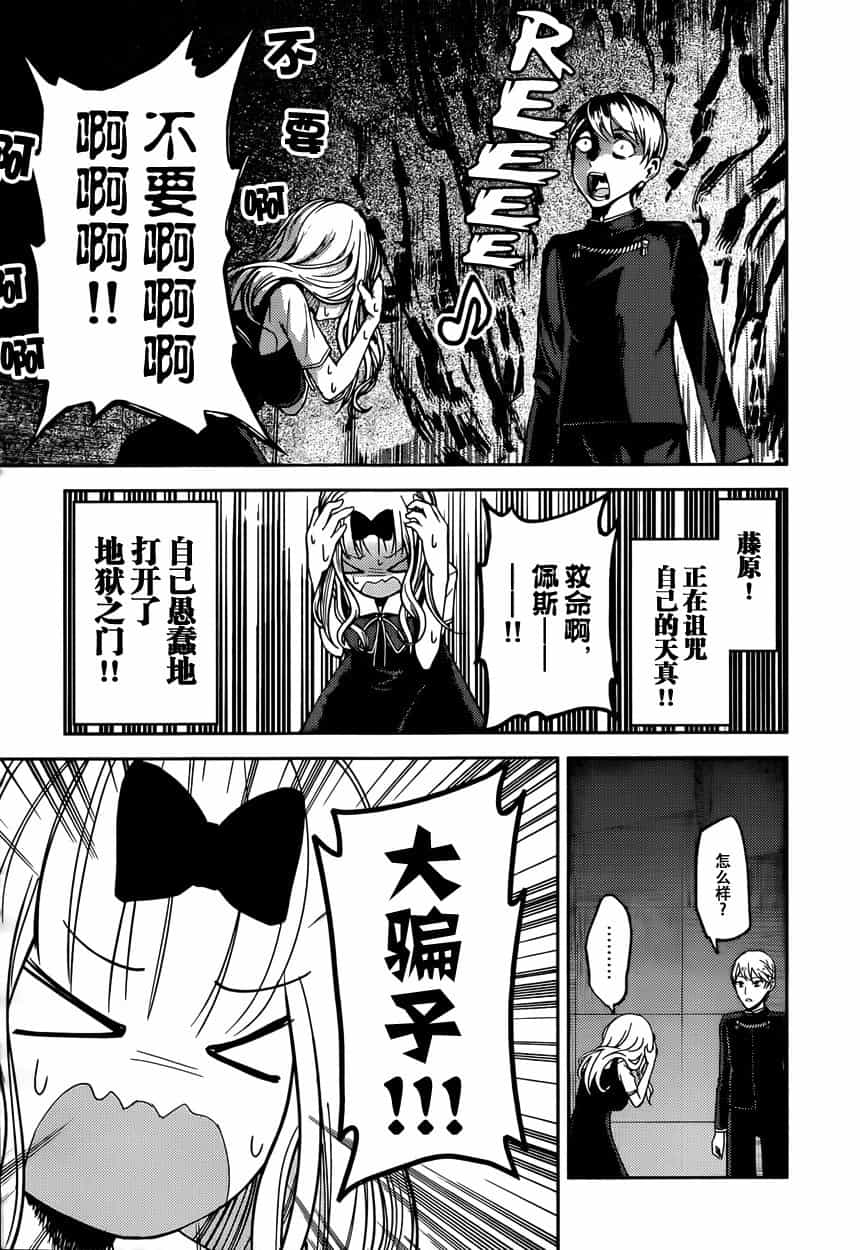 REEEEE♪
不
要
啊
不要啊啊啊
啊啊啊!!
啊
啊
啊
藤原！
正在诅咒
自己的天真!!
救命啊，
佩斯——
——!!
自己愚蠢地
打开了
地狱之门!!
怎么样？
………
大骗子!!!